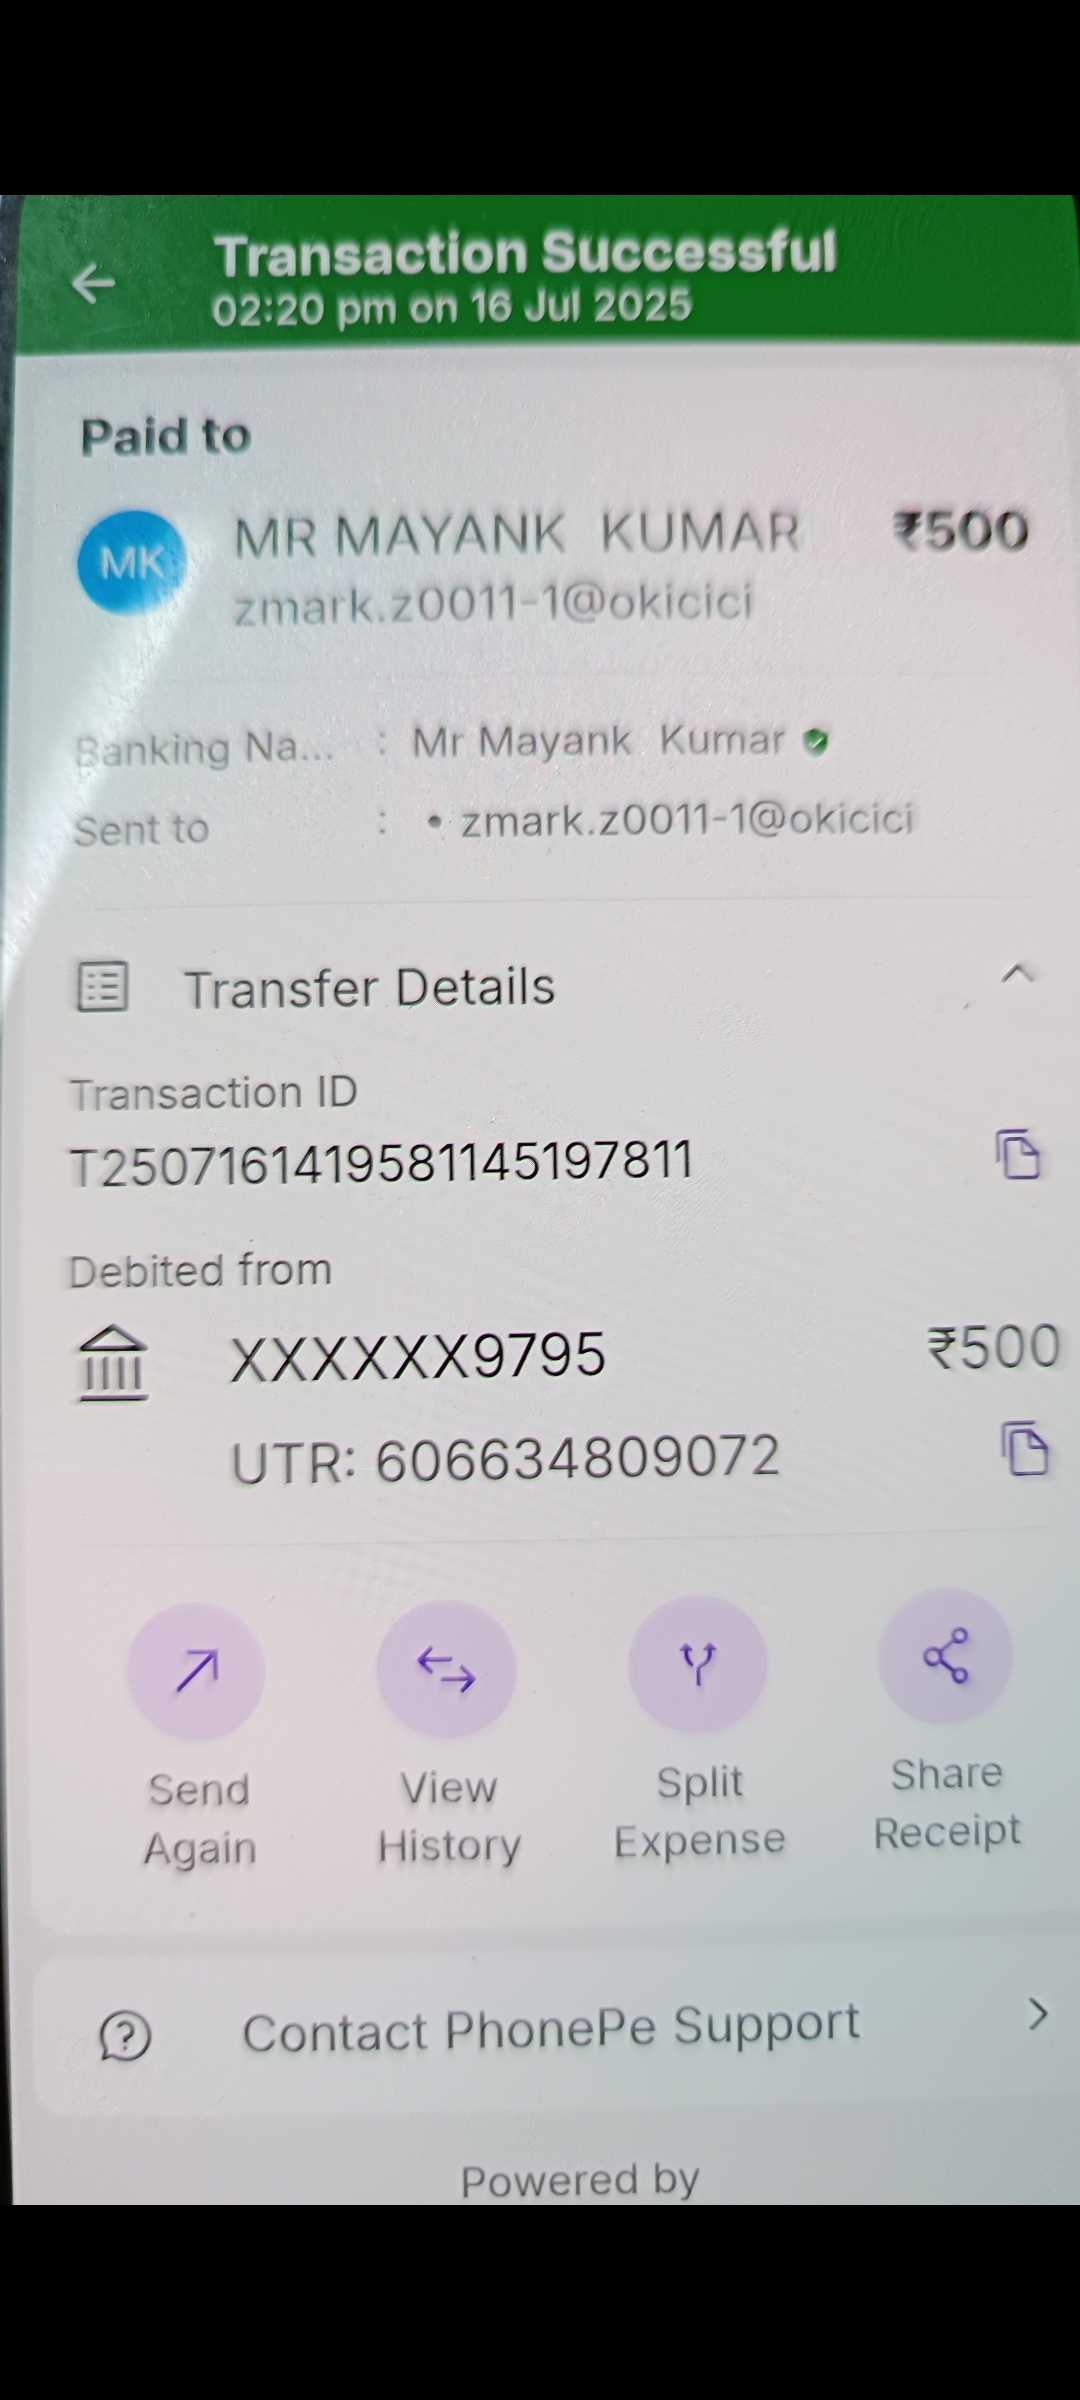 Transaction Successful
02:20 pm on 16 Jul 2025
Paid to
MK
MR MAYANK KUMAR ₹500
zmark.z0011-1@okicici
Banking Na... : Mr Mayank Kumar
Sent to : • zmark.z0011-1@okicici
Transfer Details
Transaction ID
T2507161419581145197811
Debited from
XXXXXX9795 ₹500
UTR: 606634809072
Send Again
View History
Split Expense
Share Receipt
Contact PhonePe Support
Powered by